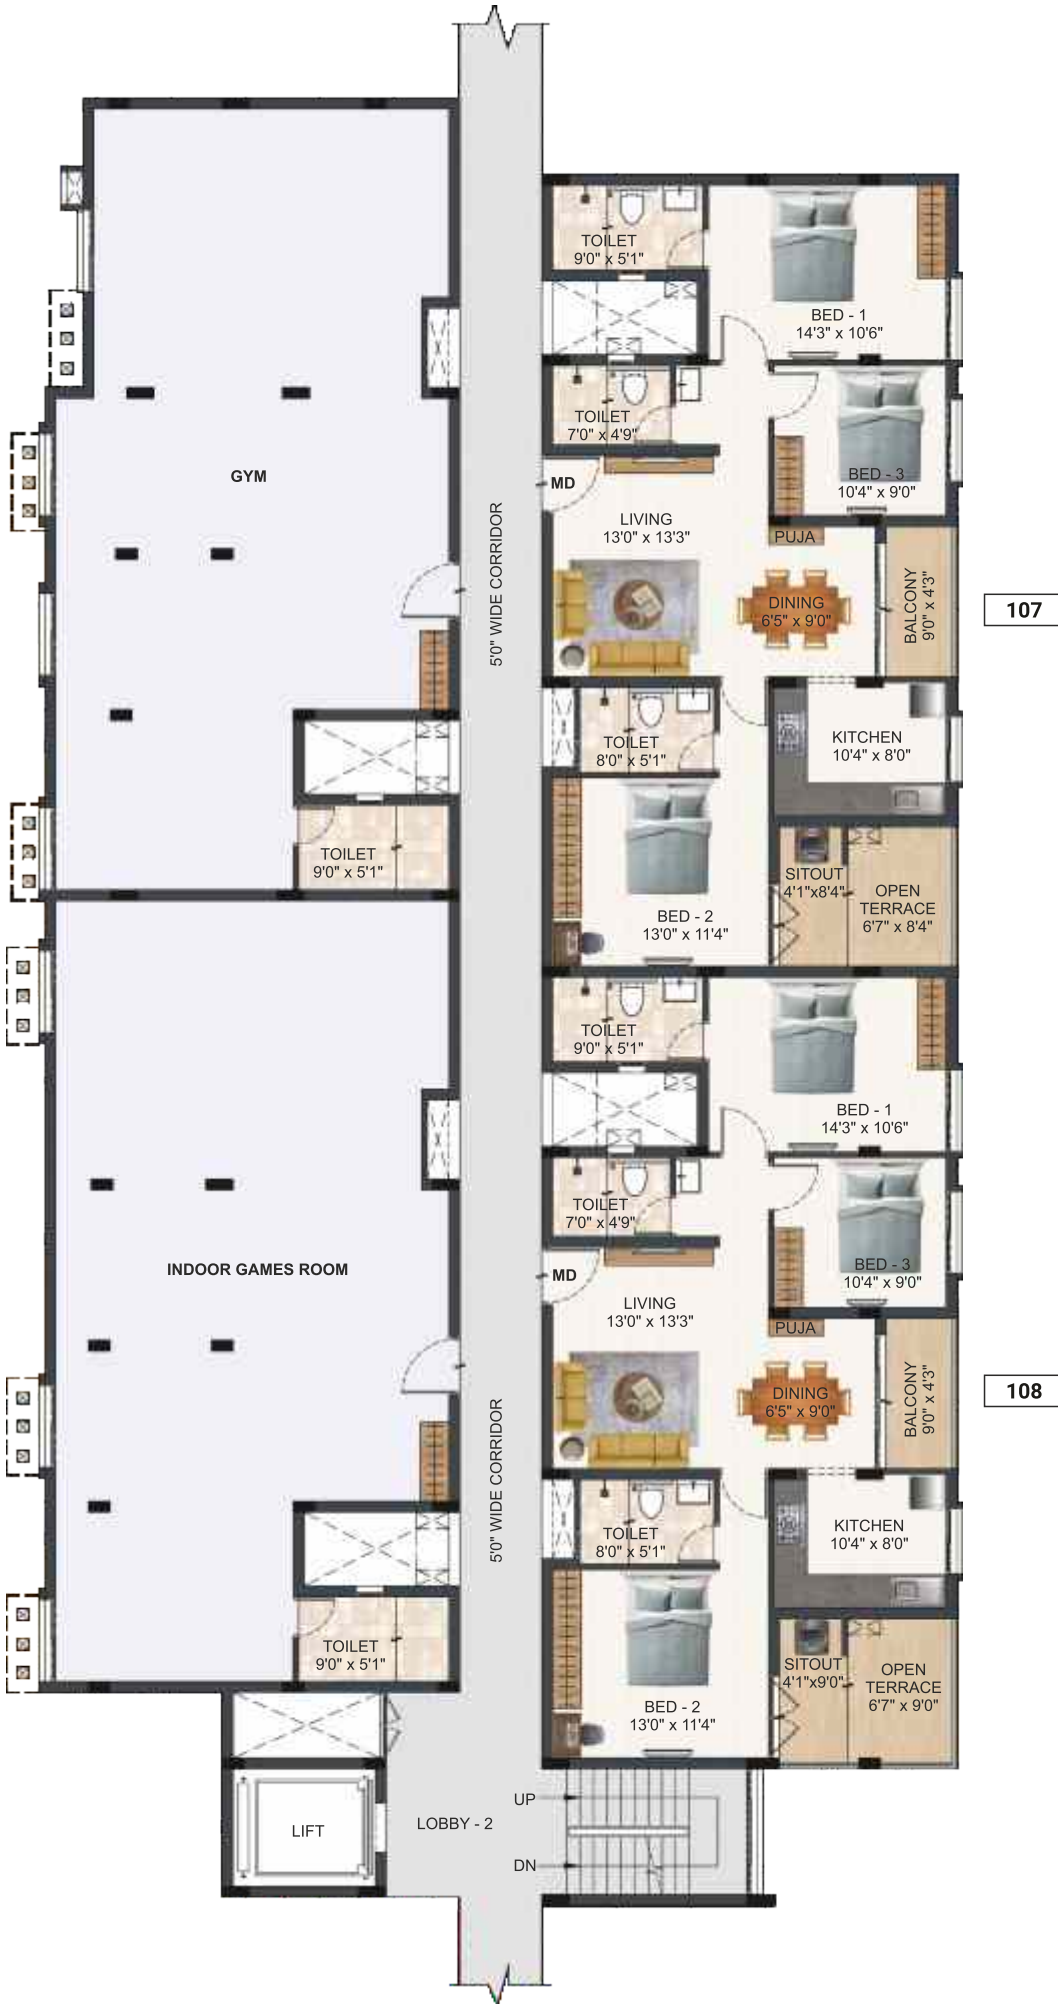 TOILET
9'0" x 5'1"
BED - 1
14'3" x 10'6"
TOILET
7'0" x 4'9"
BED - 3
10'4" x 9'0"
GYM
MD
LIVING
13'0" x 13'3"
PUJA
DINING
6'5" x 9'0"
BALCONY
9'0" x 4'3"
107
5'0" WIDE CORRIDOR
TOILET
8'0" x 5'1"
KITCHEN
10'4" x 8'0"
TOILET
9'0" x 5'1"
SITOUT
4'1"x8'4"
OPEN
TERRACE
6'7" x 8'4"
BED - 2
13'0" x 11'4"
TOILET
9'0" x 5'1"
BED - 1
14'3" x 10'6"
TOILET
7'0" x 4'9"
BED - 3
10'4" x 9'0"
INDOOR GAMES ROOM
MD
LIVING
13'0" x 13'3"
PUJA
DINING
6'5" x 9'0"
BALCONY
9'0" x 4'3"
108
5'0" WIDE CORRIDOR
TOILET
8'0" x 5'1"
KITCHEN
10'4" x 8'0"
TOILET
9'0" x 5'1"
SITOUT
4'1"x9'0"
OPEN
TERRACE
6'7" x 9'0"
BED - 2
13'0" x 11'4"
UP
LIFT
LOBBY - 2
DN